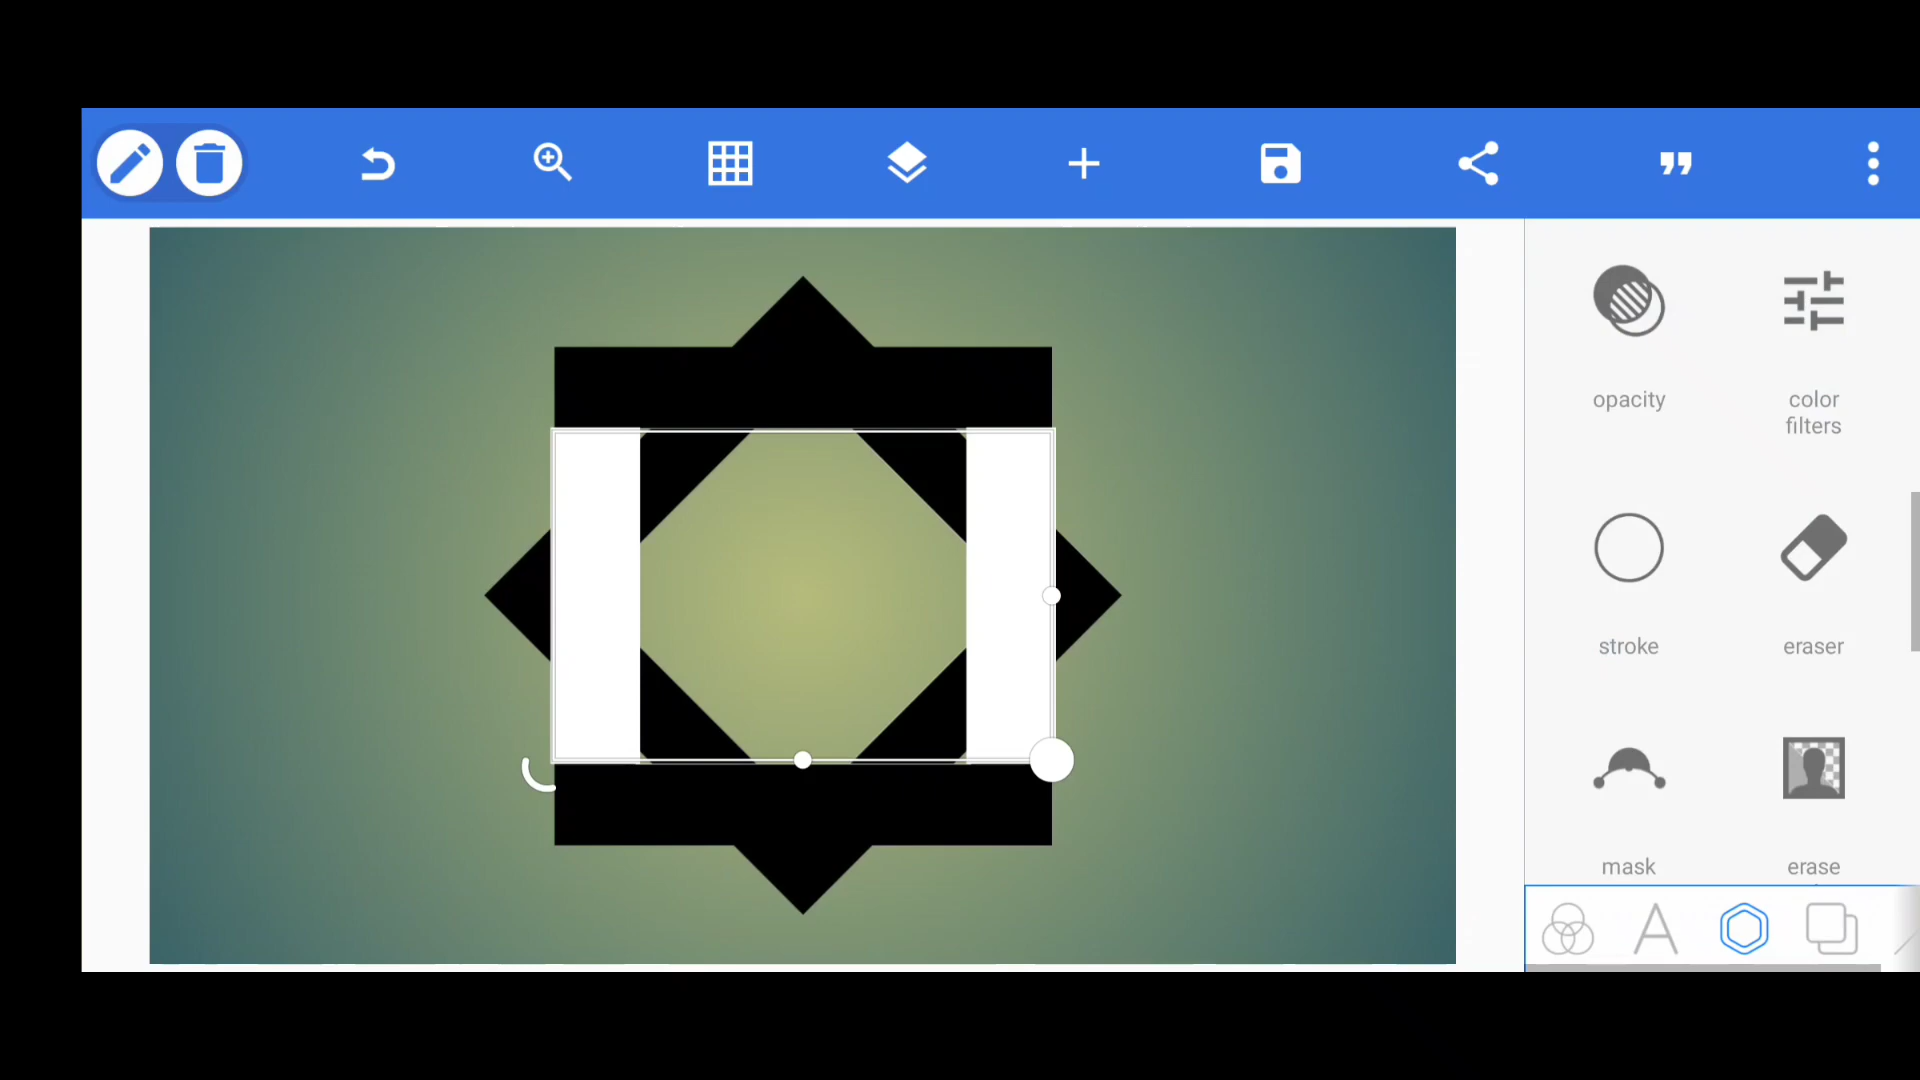 opacity
color
filters
stroke
eraser
mask
erase